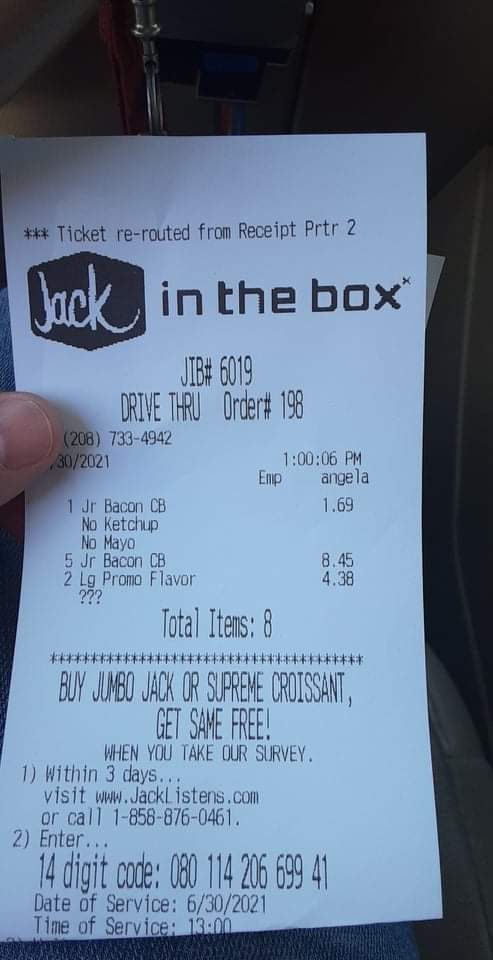 *** Ticket re-routed from Receipt Prtr 2
Jack in the box
JIB# 6019
DRIVE THRU Order# 198
(208) 733-4942
/30/2021 1:00:06 PM
Emp angela
1 Jr Bacon CB 1.69
No Ketchup
No Mayo
5 Jr Bacon CB 8.45
2 Lg Promo Flavor 4.38
???
Total Items: 8
****************************************
BUY JUMBO JACK OR SUPREME CROISSANT,
GET SAME FREE!
WHEN YOU TAKE OUR SURVEY.
1) Within 3 days...
visit www.JackListens.com
or call 1-858-876-0461.
2) Enter...
14 digit code: 080 114 206 699 41
Date of Service: 6/30/2021
Time of Service: 13:00